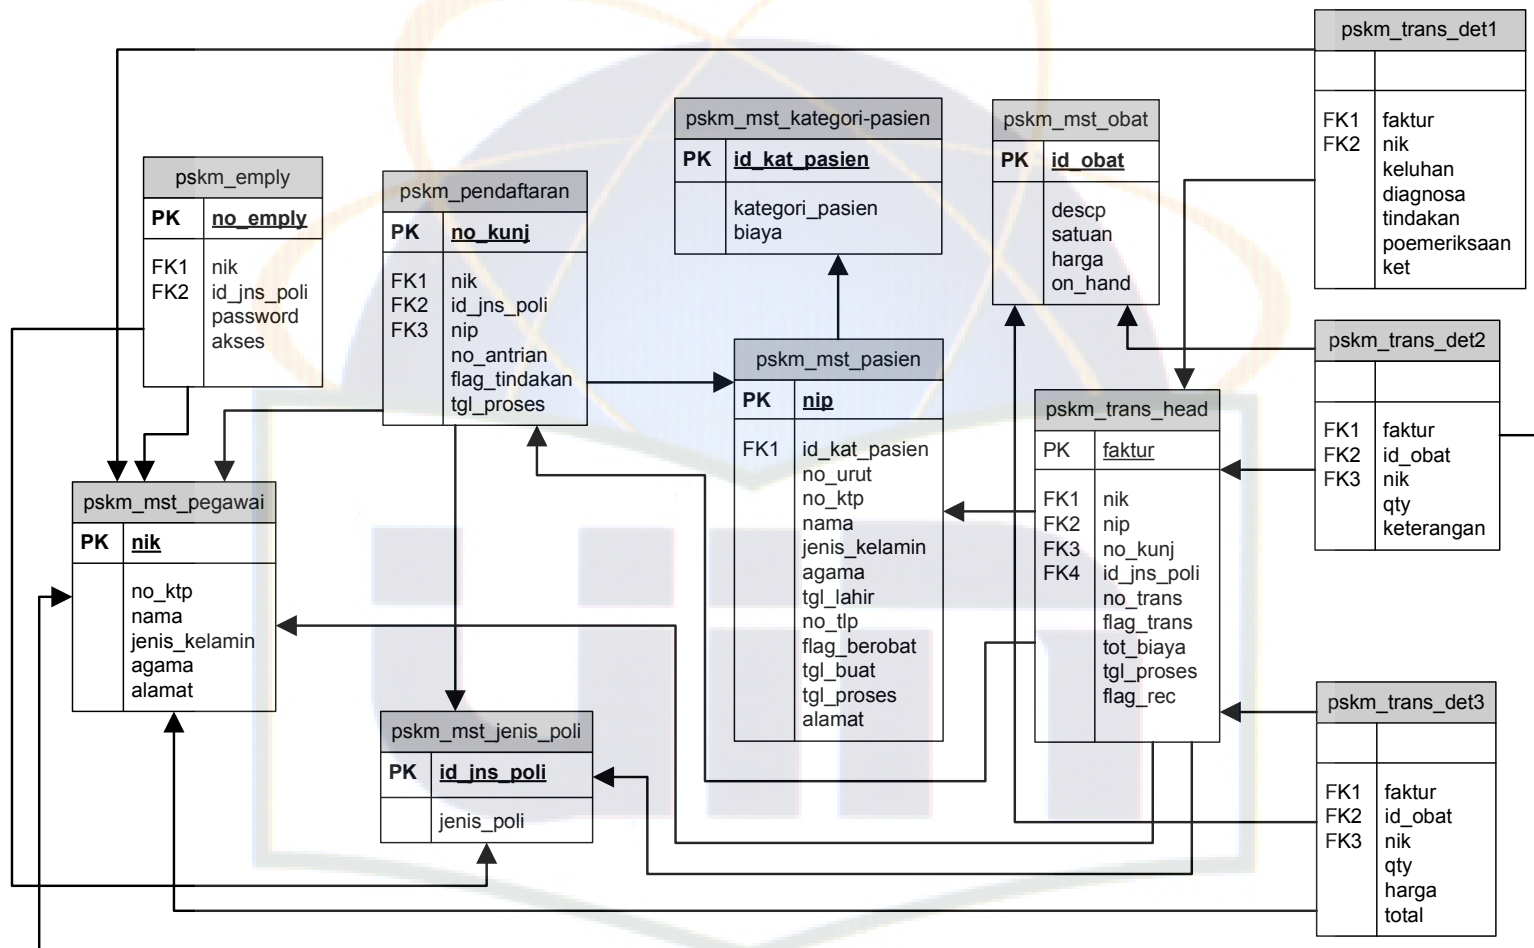 pskm_trans_det1
FK1 faktur
FK2 nik
keluhan
diagnosa
tindakan
poemeriksaan
ket
pskm_mst_kategori-pasien
PK id_kat_pasien
kategori_pasien
biaya
pskm_mst_obat
PK id_obat
descp
satuan
harga
on_hand
pskm_emply
PK no_emply
FK1 nik
FK2 id_jns_poli
password
akses
pskm_pendaftaran
PK no_kunj
FK1 nik
FK2 id_jns_poli
FK3 nip
no_antrian
flag_tindakan
tgl_proses
pskm_trans_det2
FK1 faktur
FK2 id_obat
FK3 nik
qty
keterangan
pskm_mst_pasien
PK nip
FK1 id_kat_pasien
no_urut
no_ktp
nama
jenis_kelamin
agama
tgl_lahir
no_tlp
flag_berobat
tgl_buat
tgl_proses
alamat
pskm_trans_head
PK faktur
FK1 nik
FK2 nip
FK3 no_kunj
FK4 id_jns_poli
no_trans
flag_trans
tot_biaya
tgl_proses
flag_rec
pskm_mst_pegawai
PK nik
no_ktp
nama
jenis_kelamin
agama
alamat
pskm_mst_jenis_poli
PK id_jns_poli
jenis_poli
pskm_trans_det3
FK1 faktur
FK2 id_obat
FK3 nik
qty
harga
total